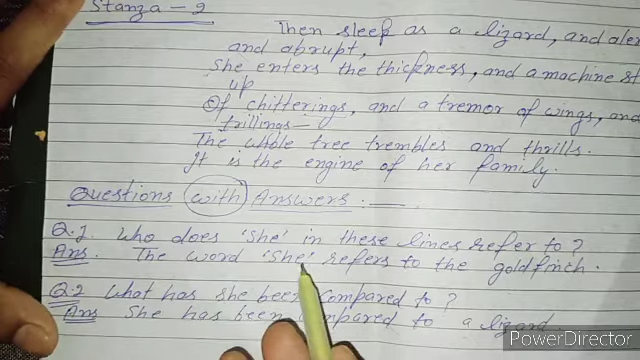 Stanza - 2
Then sleep as a lizard, and aler
and abrupt,
She enters the thickness, and a machine st
up
Of chitterings, and a tremor of wings, and
trillings—
The whole tree trembles and thrills.
It is the engine of her family.
Questions with Answers :—
Q.1 Who does 'She' in these lines refer to?
Ans. The word 'She' refers to the goldfinch.
Q.2 What has she been compared to?
Ans She has been compared to a lizard.
PowerDirector